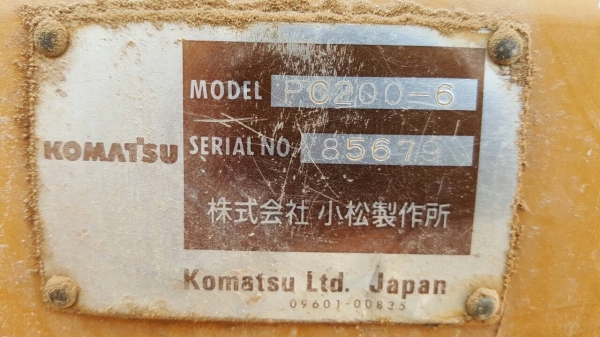 MODEL PC200-6
KOMATSU
SERIAL NO 85679
株式会社 小松製作所
Komatsu Ltd. Japan
09601-00835